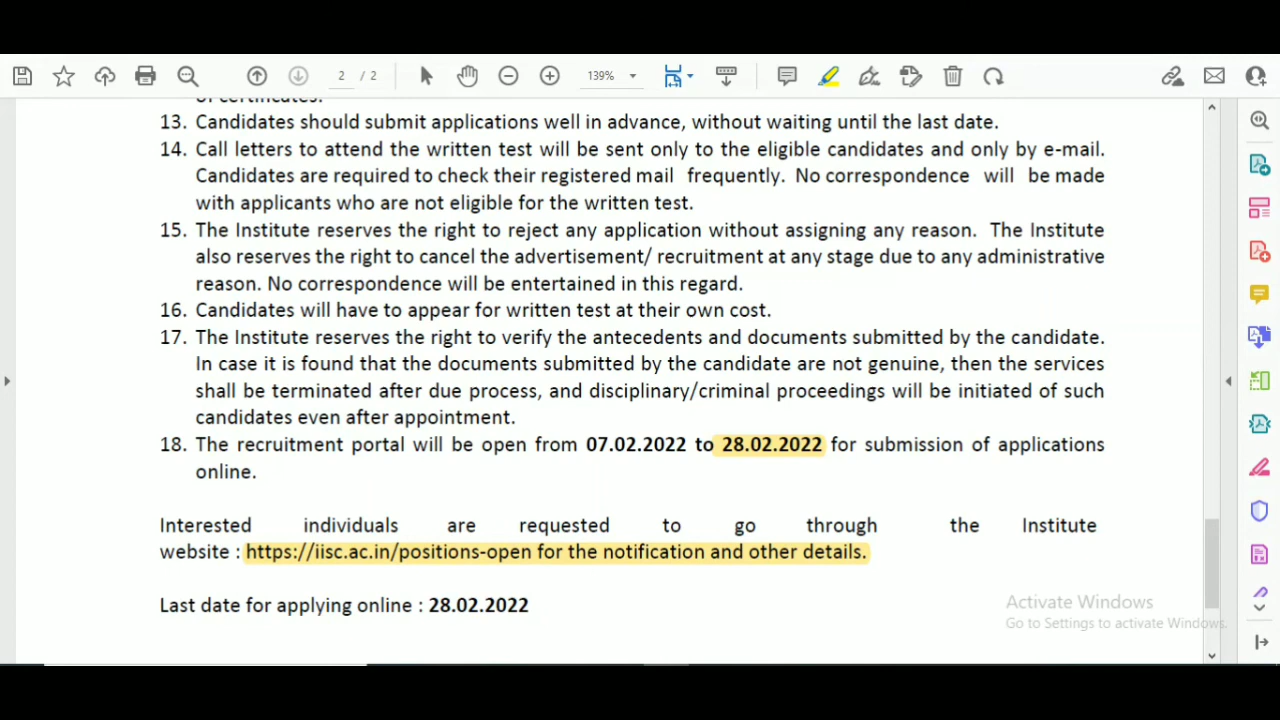 2 / 2
139%
of certificates.
13. Candidates should submit applications well in advance, without waiting until the last date.
14. Call letters to attend the written test will be sent only to the eligible candidates and only by e-mail.
Candidates are required to check their registered mail frequently. No correspondence will be made
with applicants who are not eligible for the written test.
15. The Institute reserves the right to reject any application without assigning any reason. The Institute
also reserves the right to cancel the advertisement/ recruitment at any stage due to any administrative
reason. No correspondence will be entertained in this regard.
16. Candidates will have to appear for written test at their own cost.
17. The Institute reserves the right to verify the antecedents and documents submitted by the candidate.
In case it is found that the documents submitted by the candidate are not genuine, then the services
shall be terminated after due process, and disciplinary/criminal proceedings will be initiated of such
candidates even after appointment.
18. The recruitment portal will be open from 07.02.2022 to 28.02.2022 for submission of applications
online.
Interested individuals are requested to go through the Institute
website : https://iisc.ac.in/positions-open for the notification and other details.
Last date for applying online : 28.02.2022
Activate Windows
Go to Settings to activate Windows.